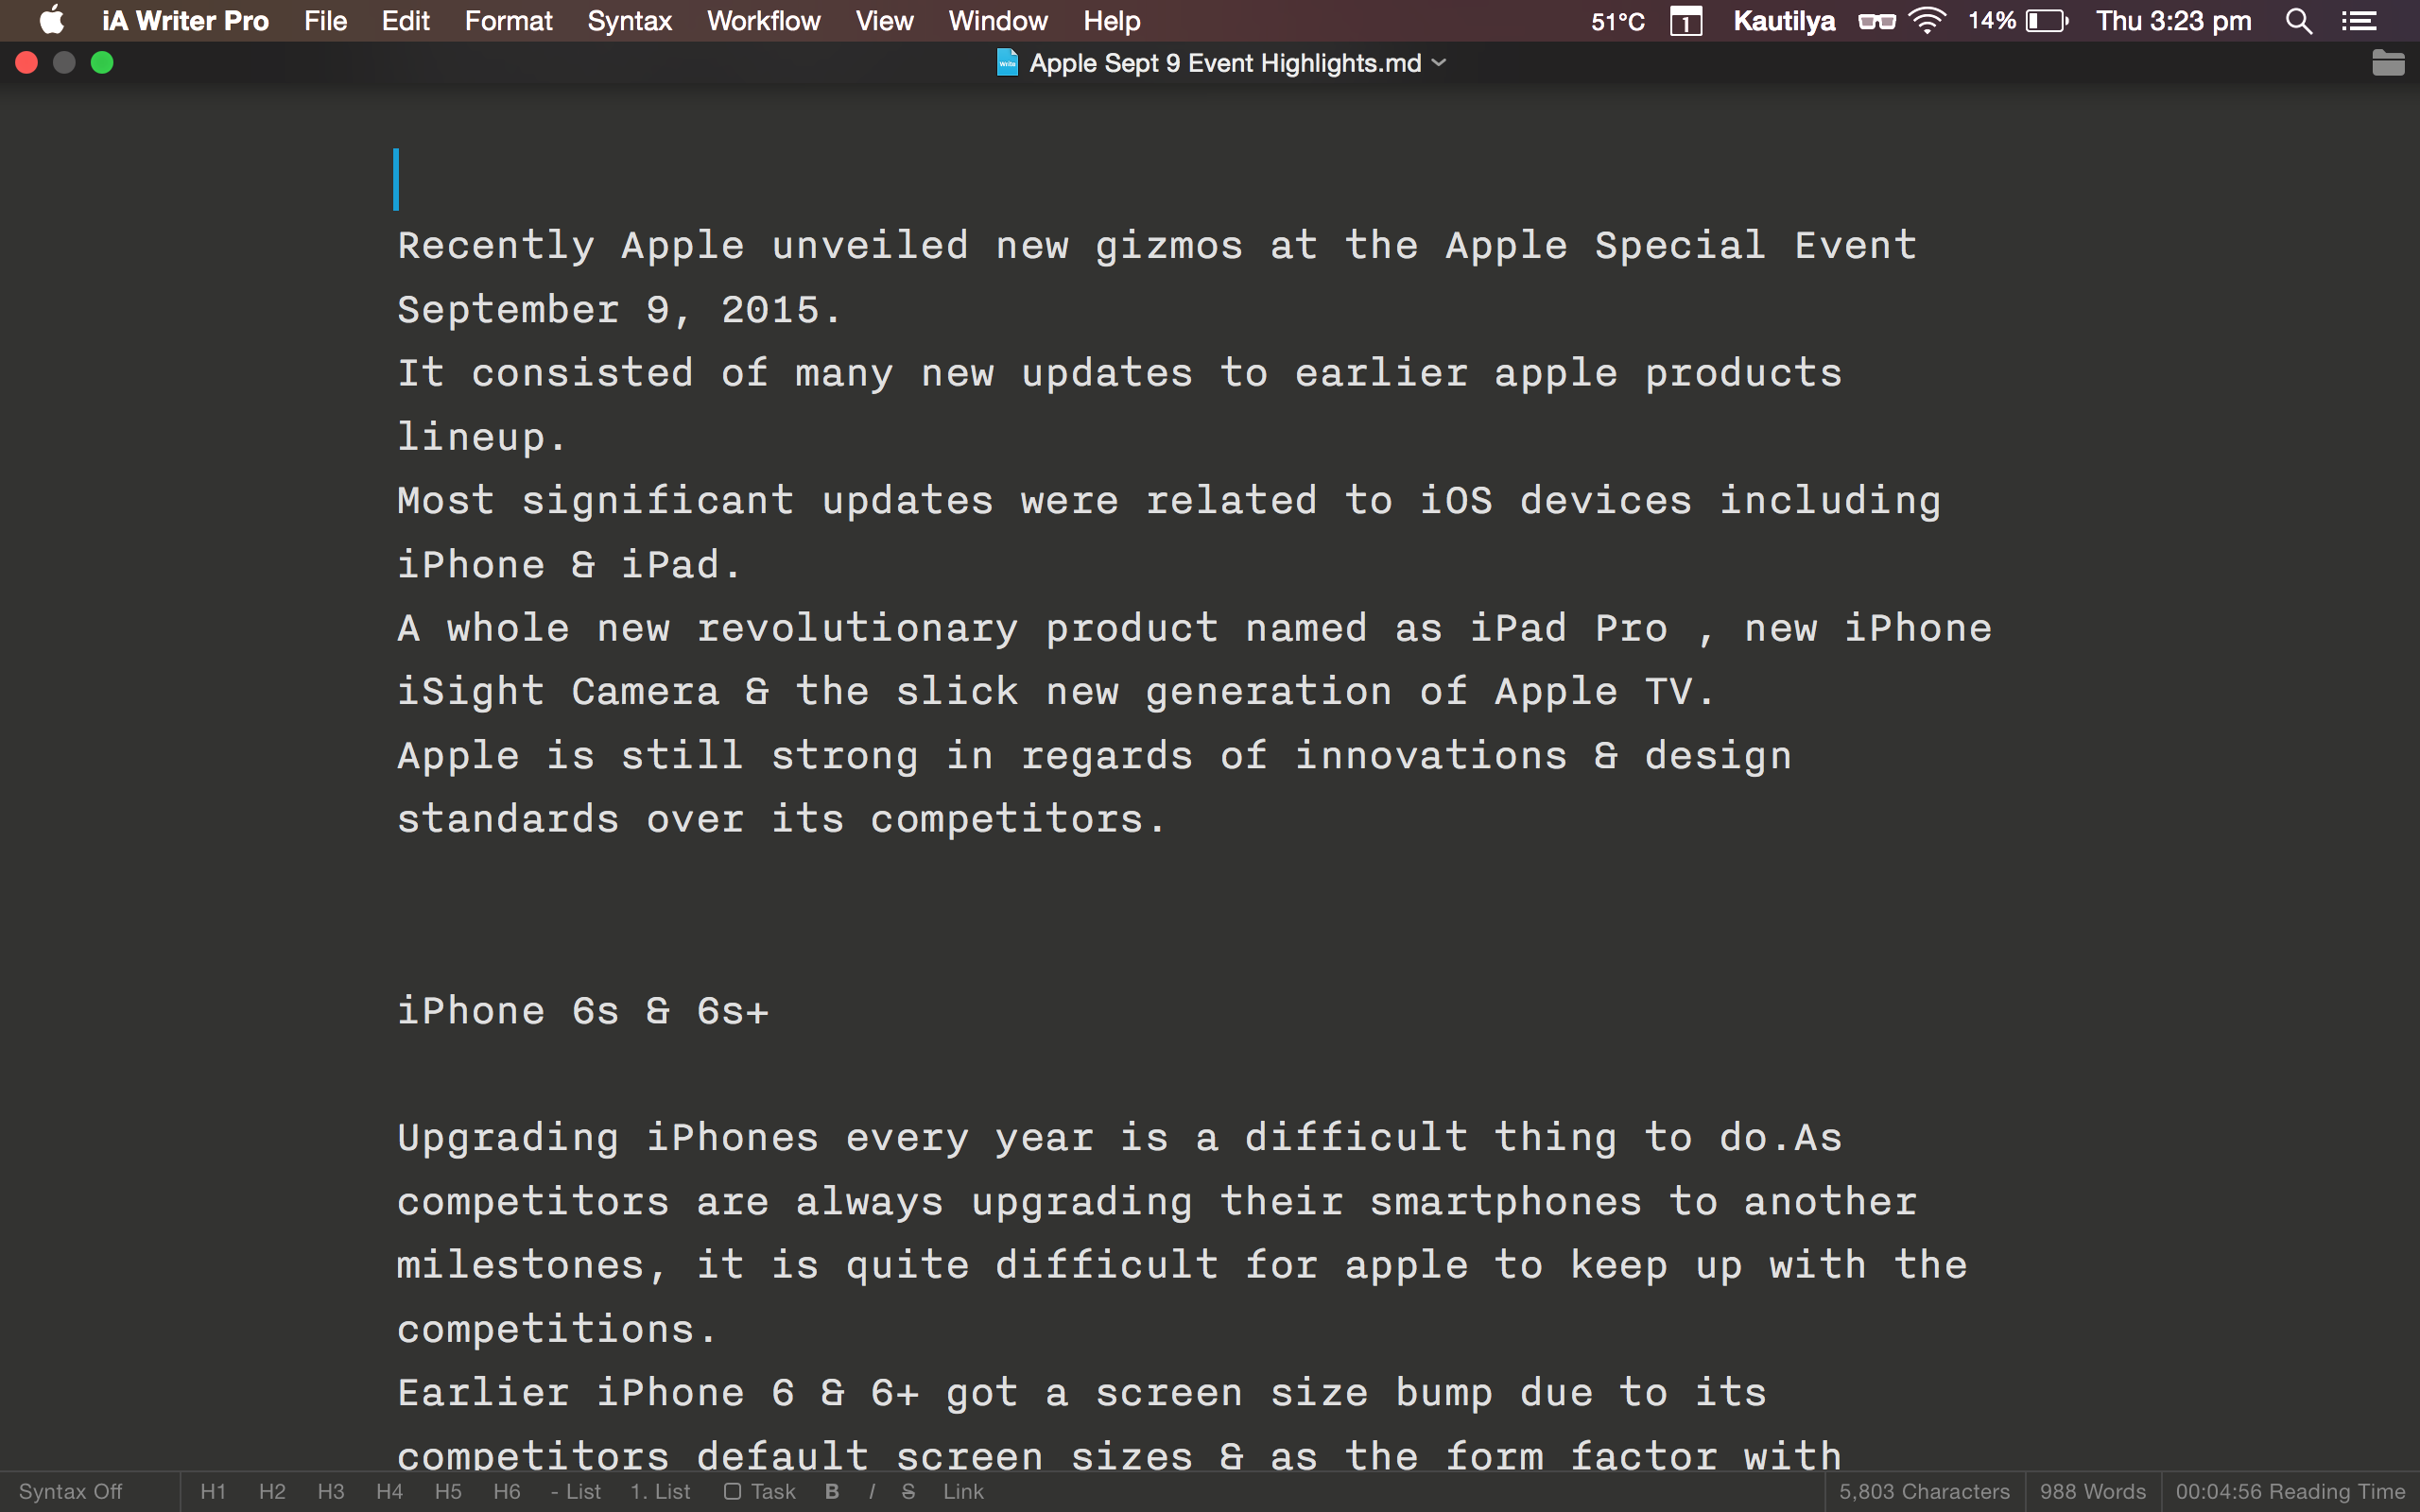 iA Writer Pro File Edit Format Syntax Workflow View Window Help 51°C 1 Kautilya 14% Thu 3:23 pm
Apple Sept 9 Event Highlights.md
Recently Apple unveiled new gizmos at the Apple Special Event
September 9, 2015.
It consisted of many new updates to earlier apple products
lineup.
Most significant updates were related to iOS devices including
iPhone & iPad.
A whole new revolutionary product named as iPad Pro , new iPhone
iSight Camera & the slick new generation of Apple TV.
Apple is still strong in regards of innovations & design
standards over its competitors.
iPhone 6s & 6s+
Upgrading iPhones every year is a difficult thing to do.As
competitors are always upgrading their smartphones to another
milestones, it is quite difficult for apple to keep up with the
competitions.
Earlier iPhone 6 & 6+ got a screen size bump due to its
competitors default screen sizes & as the form factor with
Syntax Off H1 H2 H3 H4 H5 H6 - List 1. List Task B I S Link 5,803 Characters 988 Words 00:04:56 Reading Time